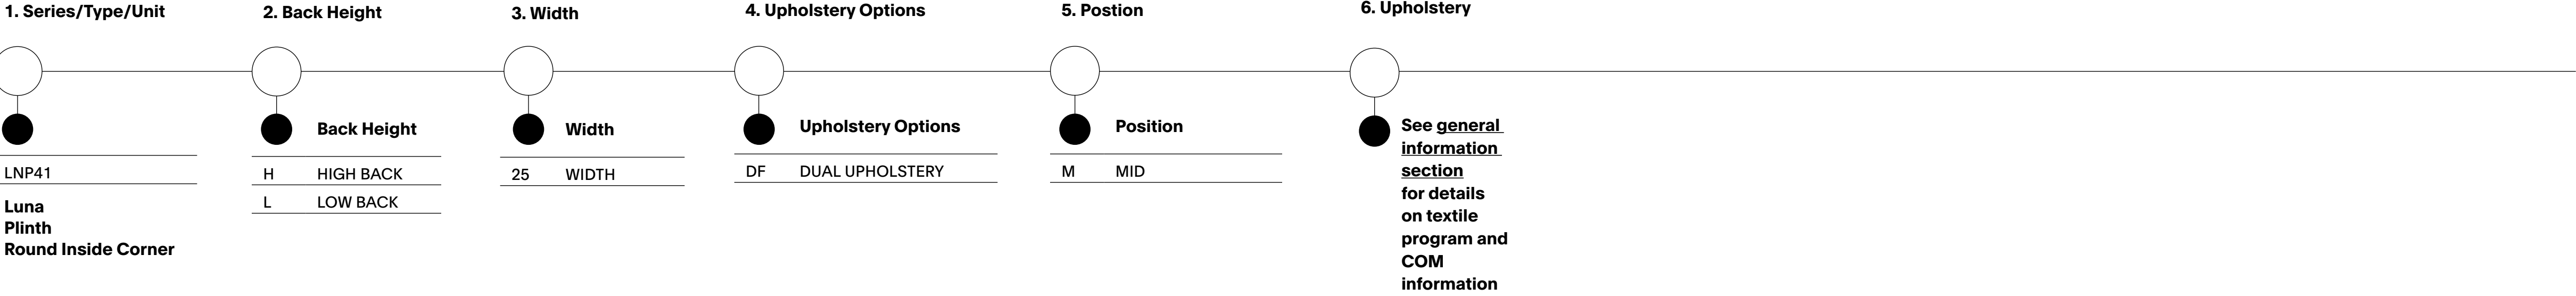 1. Series/Type/Unit
2. Back Height
3. Width
4. Upholstery Options
5. Postion
6. Upholstery
LNP41
Luna
Plinth
Round Inside Corner
Back Height
H HIGH BACK
L LOW BACK
Width
25 WIDTH
Upholstery Options
DF DUAL UPHOLSTERY
Position
M MID
See general
information
section
for details
on textile
program and
COM
information